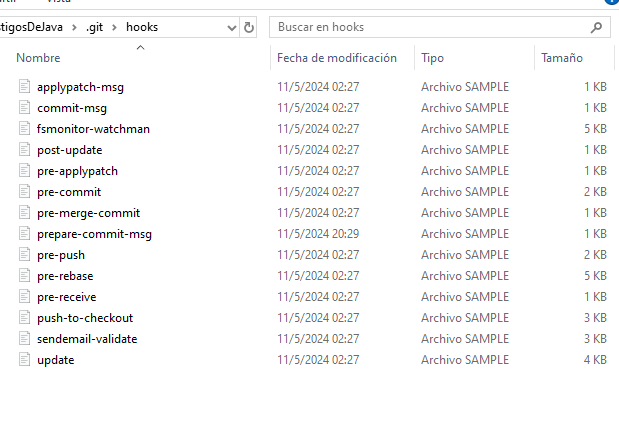 Vista
stigosDeJava > .git > hooks
Buscar en hooks
Nombre Fecha de modificación Tipo Tamaño
applypatch-msg 11/5/2024 02:27 Archivo SAMPLE 1 KB
commit-msg 11/5/2024 02:27 Archivo SAMPLE 1 KB
fsmonitor-watchman 11/5/2024 02:27 Archivo SAMPLE 5 KB
post-update 11/5/2024 02:27 Archivo SAMPLE 1 KB
pre-applypatch 11/5/2024 02:27 Archivo SAMPLE 1 KB
pre-commit 11/5/2024 02:27 Archivo SAMPLE 2 KB
pre-merge-commit 11/5/2024 02:27 Archivo SAMPLE 1 KB
prepare-commit-msg 11/5/2024 20:29 Archivo SAMPLE 1 KB
pre-push 11/5/2024 02:27 Archivo SAMPLE 2 KB
pre-rebase 11/5/2024 02:27 Archivo SAMPLE 5 KB
pre-receive 11/5/2024 02:27 Archivo SAMPLE 1 KB
push-to-checkout 11/5/2024 02:27 Archivo SAMPLE 3 KB
sendemail-validate 11/5/2024 02:27 Archivo SAMPLE 3 KB
update 11/5/2024 02:27 Archivo SAMPLE 4 KB